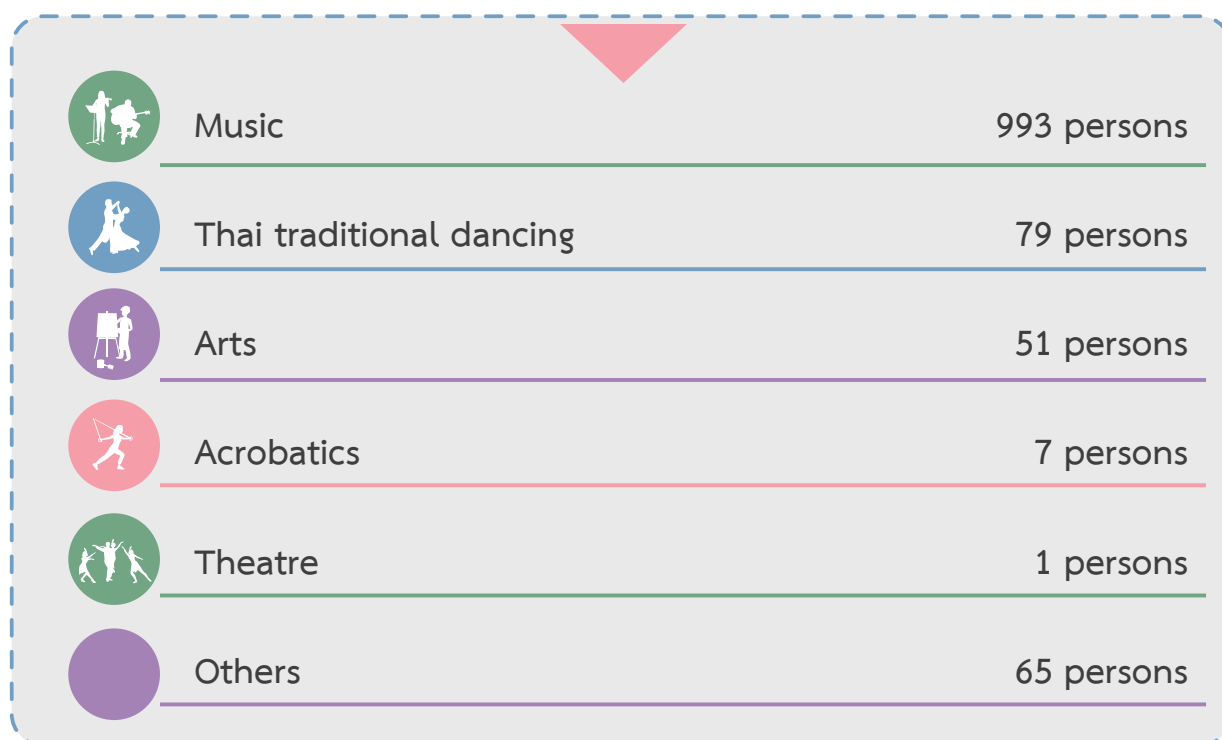 Music 993 persons
Thai traditional dancing 79 persons
Arts 51 persons
Acrobatics 7 persons
Theatre 1 persons
Others 65 persons